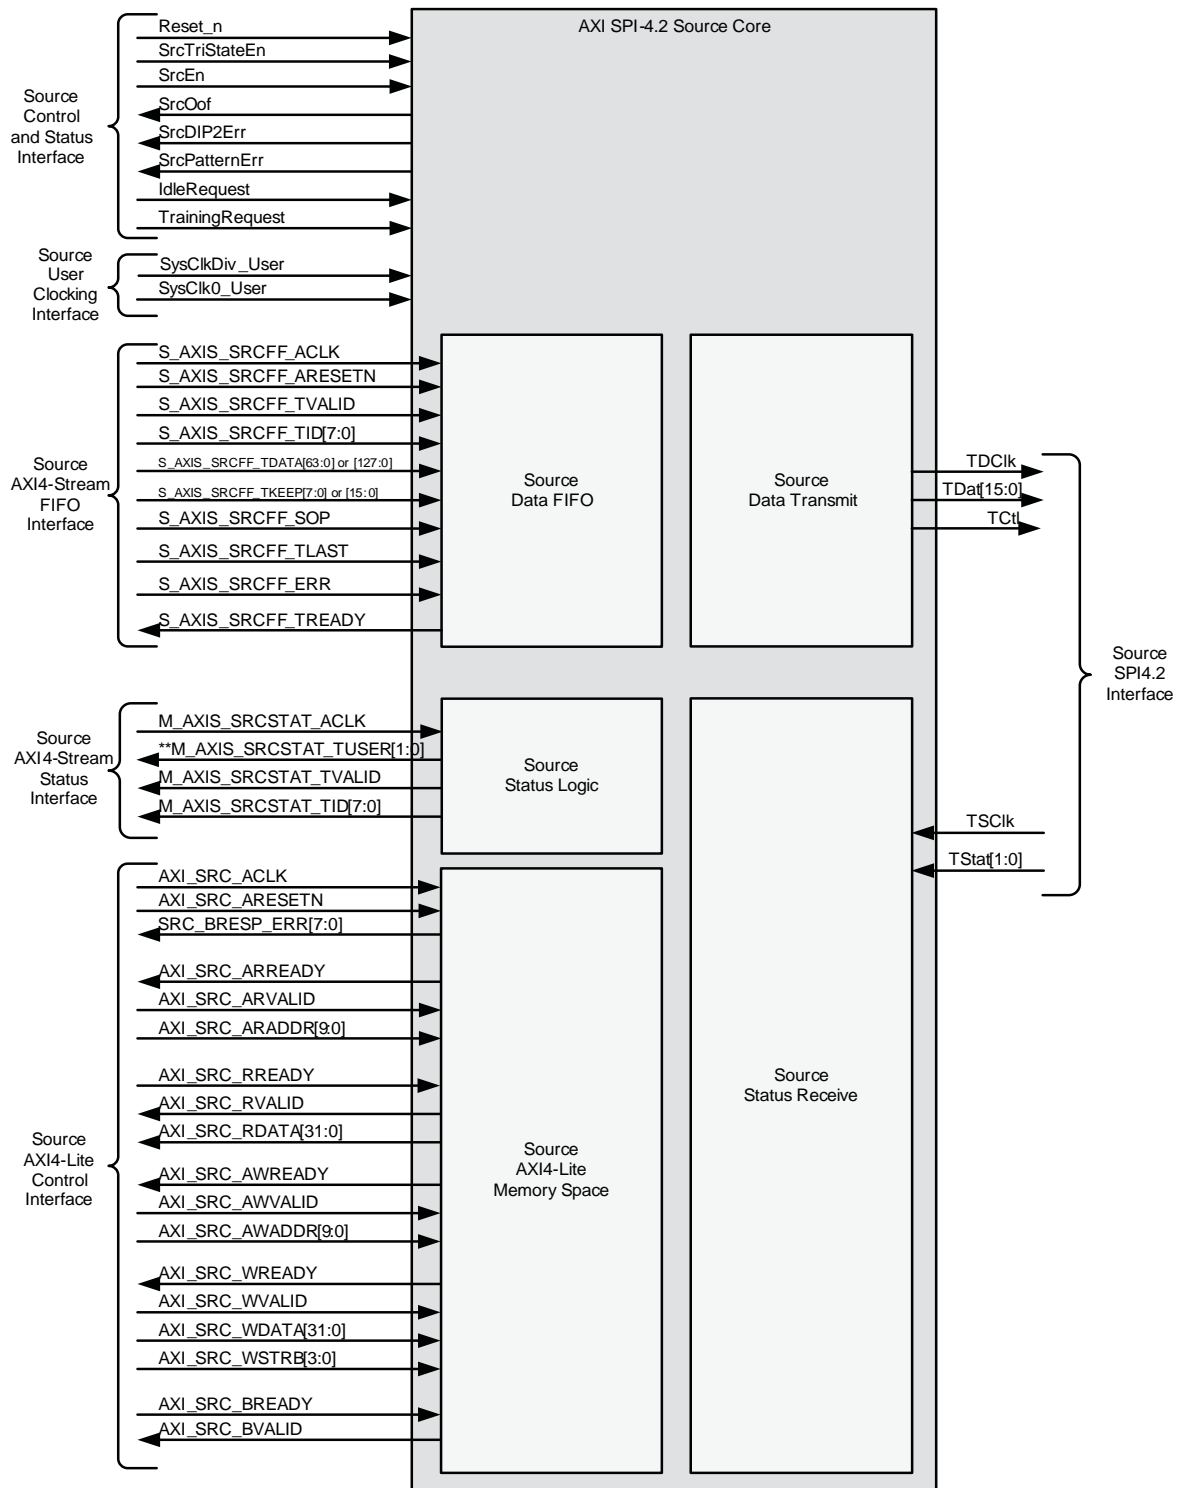 AXI SPI-4.2 Source Core
Source
Control
and Status
Interface
Reset_n
SrcTriStateEn
SrcEn
SrcOof
SrcDIP2Err
SrcPatternErr
IdleRequest
TrainingRequest
Source
User
Clocking
Interface
SysClkDiv_User
SysClk0_User
Source
AXI4-Stream
FIFO
Interface
S_AXIS_SRCFF_ACLK
S_AXIS_SRCFF_ARESETN
S_AXIS_SRCFF_TVALID
S_AXIS_SRCFF_TID[7:0]
S_AXIS_SRCFF_TDATA[63:0] or [127:0]
S_AXIS_SRCFF_TKEEP[7:0] or [15:0]
S_AXIS_SRCFF_SOP
S_AXIS_SRCFF_TLAST
S_AXIS_SRCFF_ERR
S_AXIS_SRCFF_TREADY
Source
Data FIFO
Source
Data Transmit
TDClk
TDat[15:0]
TCtl
Source
SPI4.2
Interface
Source
AXI4-Stream
Status
Interface
M_AXIS_SRCSTAT_ACLK
**M_AXIS_SRCSTAT_TUSER[1:0]
M_AXIS_SRCSTAT_TVALID
M_AXIS_SRCSTAT_TID[7:0]
Source
Status Logic
TSClk
TStat[1:0]
Source
AXI4-Lite
Control
Interface
AXI_SRC_ACLK
AXI_SRC_ARESETN
SRC_BRESP_ERR[7:0]
AXI_SRC_ARREADY
AXI_SRC_ARVALID
AXI_SRC_ARADDR[9:0]
AXI_SRC_RREADY
AXI_SRC_RVALID
AXI_SRC_RDATA[31:0]
AXI_SRC_AWREADY
AXI_SRC_AWVALID
AXI_SRC_AWADDR[9:0]
AXI_SRC_WREADY
AXI_SRC_WVALID
AXI_SRC_WDATA[31:0]
AXI_SRC_WSTRB[3:0]
AXI_SRC_BREADY
AXI_SRC_BVALID
Source
AXI4-Lite
Memory Space
Source
Status Receive